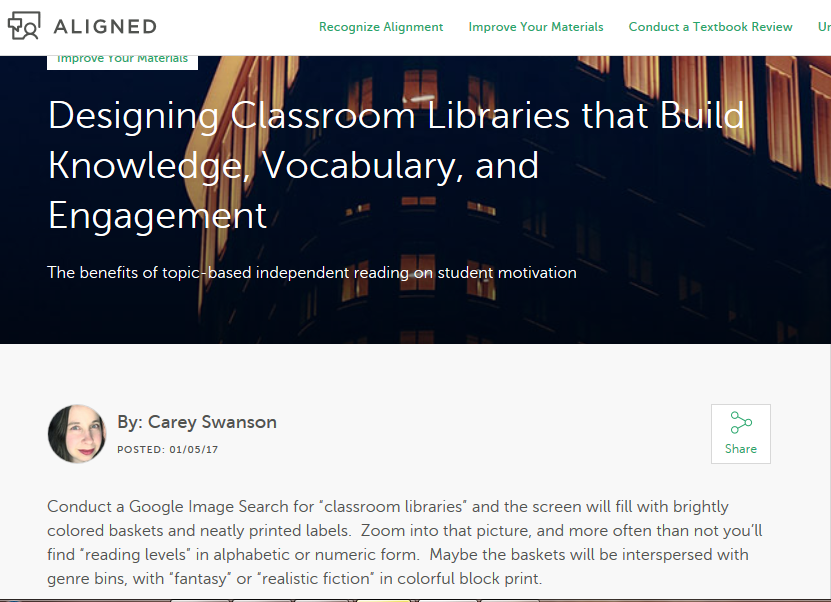 ALIGNED
Recognize Alignment Improve Your Materials Conduct a Textbook Review
Improve Your Materials
Designing Classroom Libraries that Build
Knowledge, Vocabulary, and
Engagement
The benefits of topic-based independent reading on student motivation
By: Carey Swanson
POSTED: 01/05/17
Share
Conduct a Google Image Search for “classroom libraries” and the screen will fill with brightly
colored baskets and neatly printed labels.  Zoom into that picture, and more often than not you’ll
find “reading levels” in alphabetic or numeric form.  Maybe the baskets will be interspersed with
genre bins, with “fantasy” or “realistic fiction” in colorful block print.